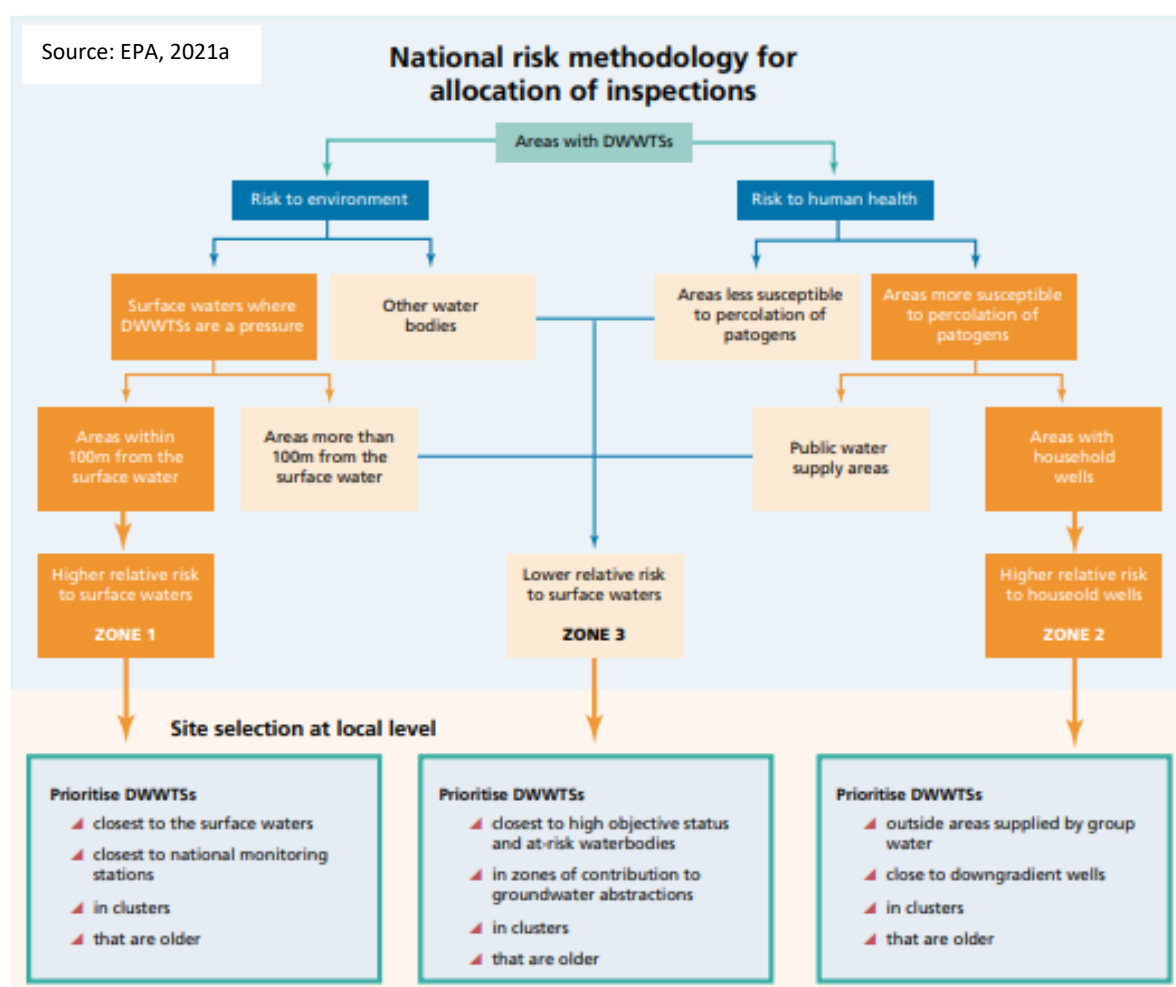 Source: EPA, 2021a
National risk methodology for
allocation of inspections
Areas with DWWTSs
Risk to environment
Risk to human health
Surface waters where
DWWTSs are a pressure
Other water
bodies
Areas less susceptible
to percolation of
patogens
Areas more susceptible
to percolation of
patogens
Areas within
100m from the
surface water
Areas more than
100m from the
surface water
Public water
supply areas
Areas with
household
wells
Higher relative risk
to surface waters
ZONE 1
Lower relative risk
to surface waters
ZONE 3
Higher relative risk
to houseold wells
ZONE 2
Site selection at local level
Prioritise DWWTSs
closest to the surface waters
closest to national monitoring
stations
in clusters
that are older
Prioritise DWWTSs
closest to high objective status
and at-risk waterbodies
in zones of contribution to
groundwater abstractions
in clusters
that are older
Prioritise DWWTSs
outside areas supplied by group
water
close to downgradient wells
in clusters
that are older